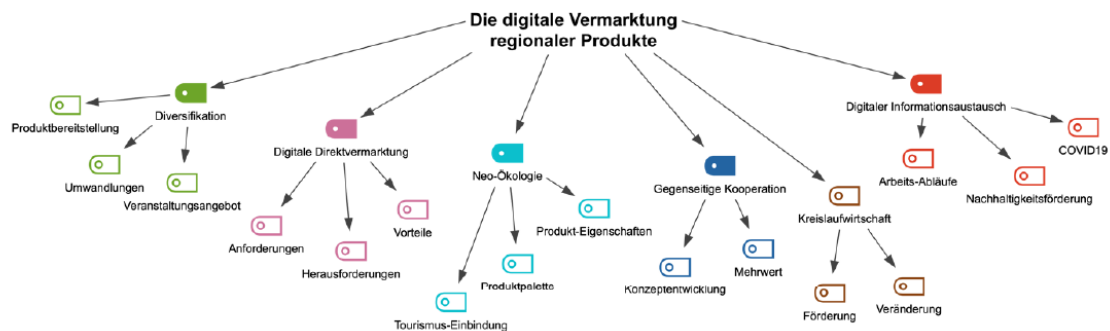 Die digitale Vermarktung
regionaler Produkte
Diversifikation
Produktbereitstellung
Umwandlungen
Veranstaltungsangebot
Digitale Direktvermarktung
Anforderungen
Herausforderungen
Vorteile
Neo-Ökologie
Tourismus-Einbindung
Produktpalette
Produkt-Eigenschaften
Gegenseitige Kooperation
Konzeptentwicklung
Mehrwert
Kreislaufwirtschaft
Förderung
Veränderung
Digitaler Informationsaustausch
Arbeits-Abläufe
Nachhaltigkeitsförderung
COVID19